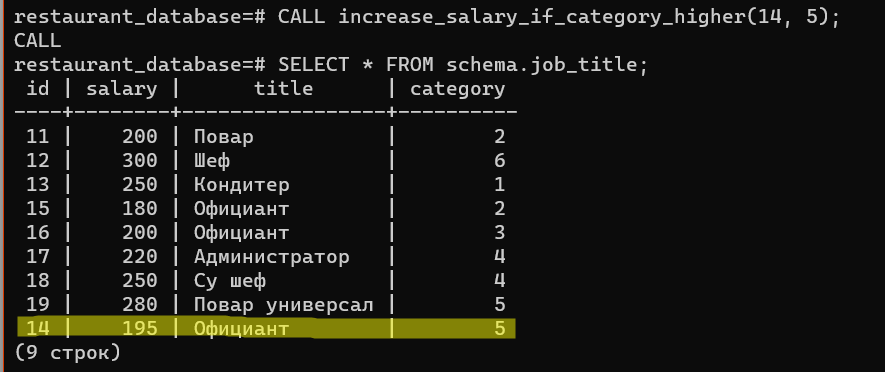 restaurant_database=# CALL increase_salary_if_category_higher(14, 5);
CALL
restaurant_database=# SELECT * FROM schema.job_title;
 id | salary |      title      | category
----+--------+-----------------+----------
 11 |    200 | Повар           |        2
 12 |    300 | Шеф             |        6
 13 |    250 | Кондитер        |        1
 15 |    180 | Официант        |        2
 16 |    200 | Официант        |        3
 17 |    220 | Администратор   |        4
 18 |    250 | Су шеф          |        4
 19 |    280 | Повар универсал |        5
 14 |    195 | Официант        |        5
(9 строк)